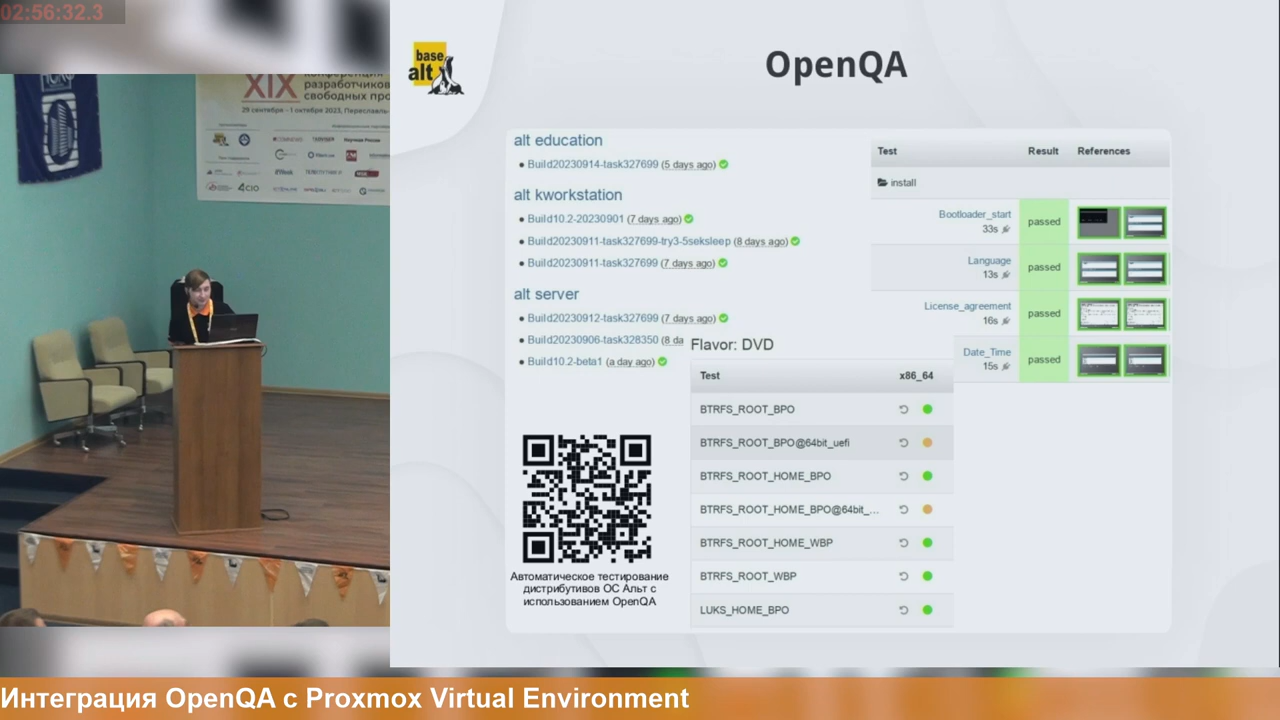 02:56:32.3
XIX
конференция
разработчиков
свободных про
29 сентября - 1 октября 2023, Переславль
base
alt
OpenQA
alt education
Build20230914-task327699 (5 days ago)
alt kworkstation
Build10.2-20230901 (7 days ago)
Build20230911-task327699-try3-5seksleep (8 days ago)
Build20230911-task327699 (7 days ago)
alt server
Build20230912-task327699 (7 days ago)
Build20230906-task328350 (8 da
Build10.2-beta1 (a day ago)
Test Result References
install
Bootloader_start
33s
passed
Language
13s
passed
License_agreement
16s
passed
Date_Time
15s
passed
Flavor: DVD
Test x86_64
BTRFS_ROOT_BPO
BTRFS_ROOT_BPO@64bit_uefi
BTRFS_ROOT_HOME_BPO
BTRFS_ROOT_HOME_BPO@64bit_...
BTRFS_ROOT_HOME_WBP
BTRFS_ROOT_WBP
LUKS_HOME_BPO
Автоматическое тестирование
дистрибутивов ОС Альт с
использованием OpenQA
Интеграция OpenQA с Proxmox Virtual Environment